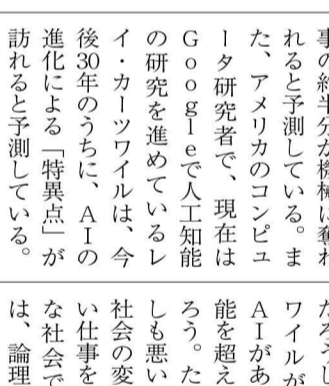 事の約半分が機械に奪わ
れると予測している。ま
た、アメリカのコンピュ
ータ研究者で、現在は
Googleで人工知能
の研究を進めているレ
イ・カーツワイルは、今
後30年のうちに、AIの
進化による「特異点」が
訪れると予測している。
ワイルが
AIがあ
能を超え
ろう。た
しも悪い
社会の変
い仕事を
な社会で
は、論理